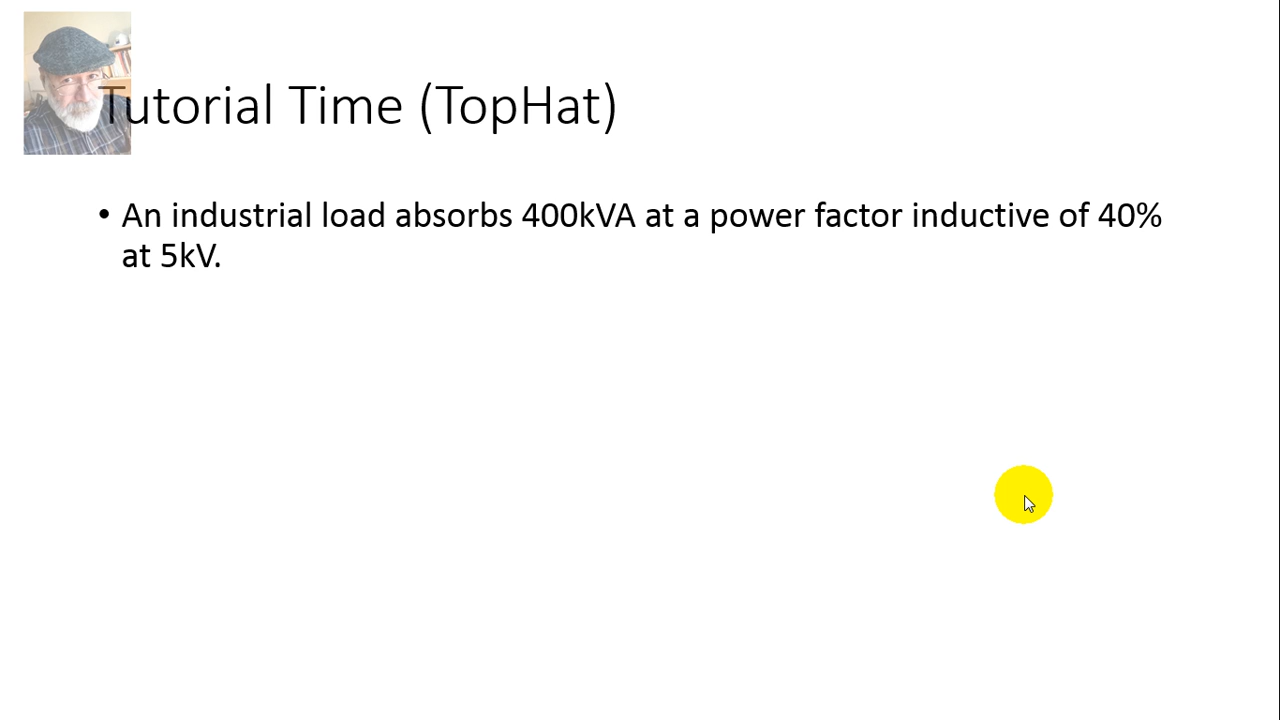 Tutorial Time (TopHat)
• An industrial load absorbs 400kVA at a power factor inductive of 40%
at 5kV.